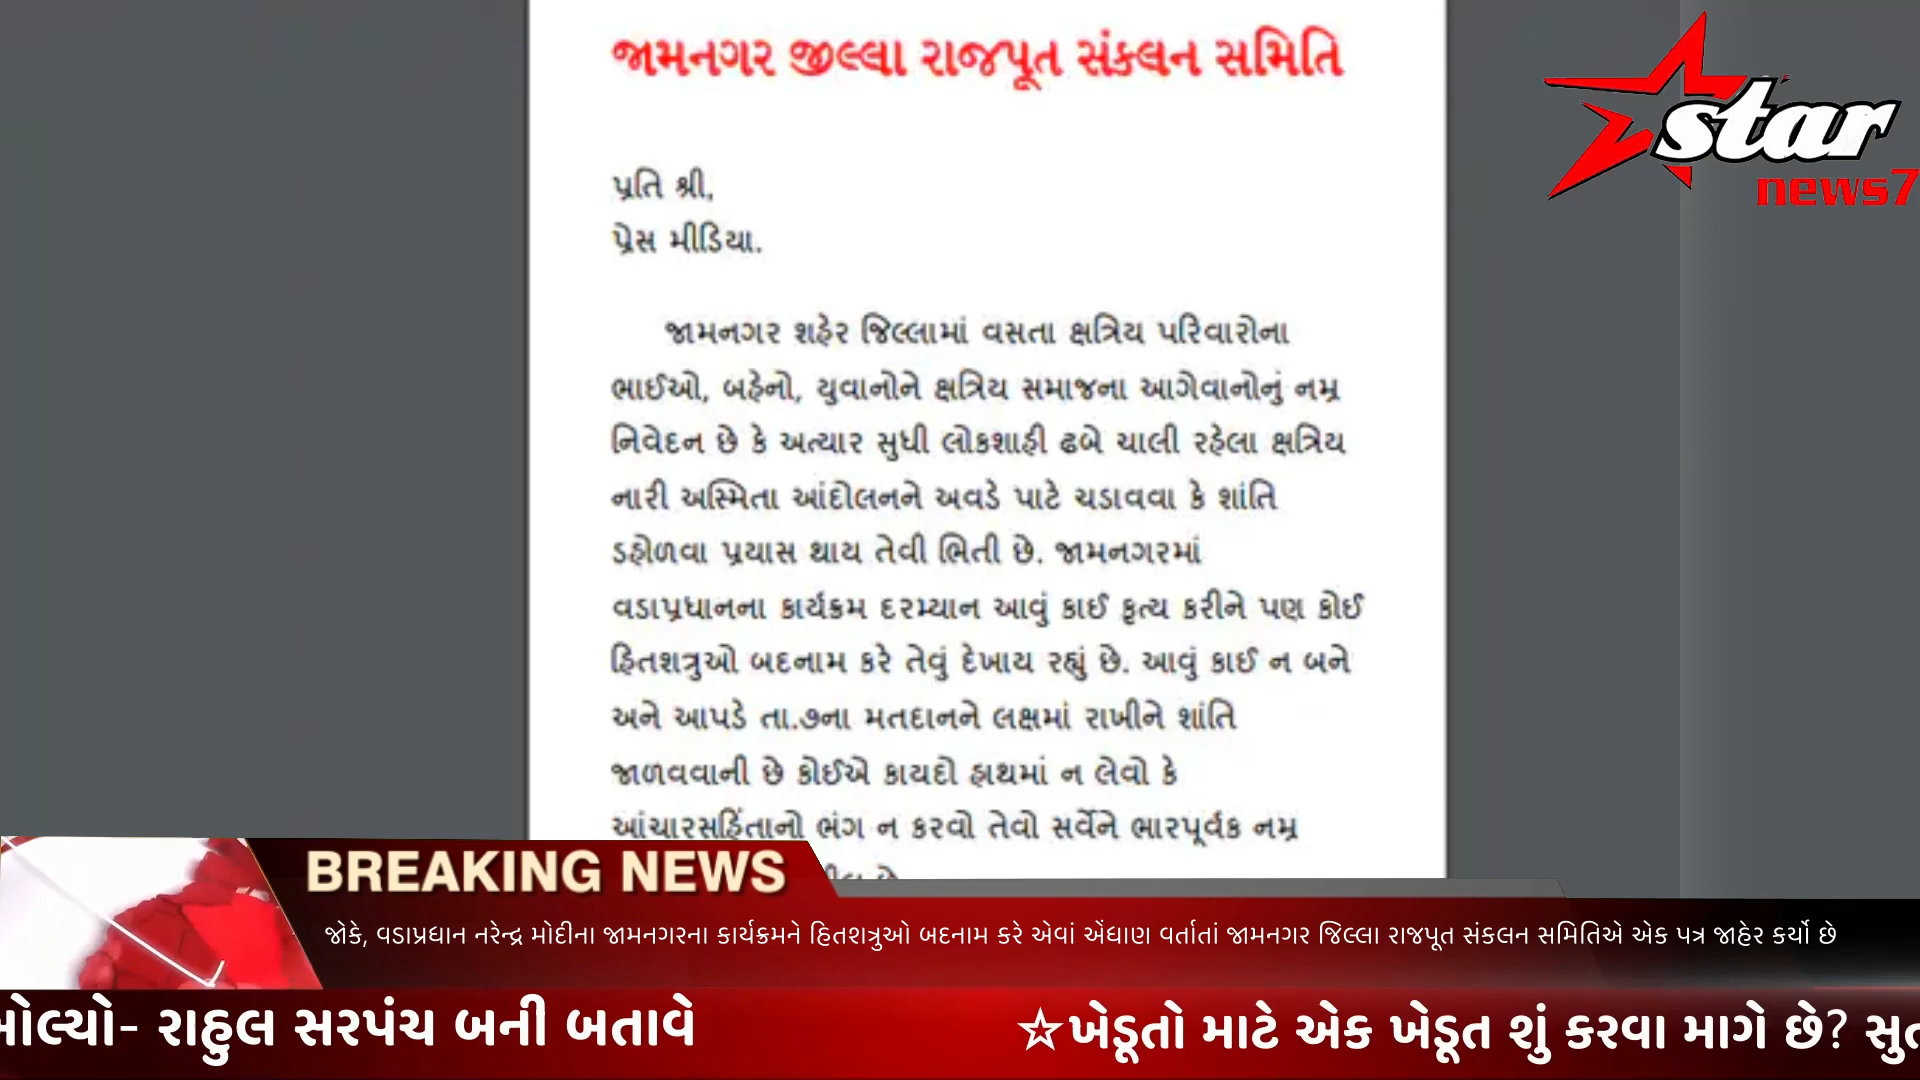 જામનગર જીલ્લા રાજપૂત સંકલન સમિતિ
star
news7
પ્રતિ શ્રી,
પ્રેસ મીડિયા.
જામનગર શહેર જિલ્લામાં વસતા ક્ષત્રિય પરિવારોના
ભાઈઓ, બહેનો, યુવાનોને ક્ષત્રિય સમાજના આગેવાનોનું નમ્ર
નિવેદન છે કે અત્યાર સુધી લોકશાહી ઢબે ચાલી રહેલા ક્ષત્રિય
નારી અસ્મિતા આંદોલનને અવડે પાટે ચડાવવા કે શાંતિ
ડહોળવા પ્રયાસ થાય તેવી ભિતી છે. જામનગરમાં
વડાપ્રધાનના કાર્યક્રમ દરમ્યાન આવું કાઈ કૃત્ય કરીને પણ કોઈ
હિતશત્રુઓ બદનામ કરે તેવું દેખાય રહ્યું છે. આવું કાઈ ન બને
અને આપડે તા.૭ના મતદાનને લક્ષમાં રાખીને શાંતિ
જાળવવાની છે કોઈએ કાયદો હાથમાં ન લેવો કે
આંચારસહિંતાનો ભંગ ન કરવો તેવો સર્વેને ભારપૂર્વક નમ્ર
BREAKING NEWS
જોકે, વડાપ્રધાન નરેન્દ્ર મોદીના જામનગરના કાર્યક્રમને હિતશત્રુઓ બદનામ કરે એવાં એંધાણ વર્તાતાં જામનગર જિલ્લા રાજપૂત સંકલન સમિતિએ એક પત્ર જાહેર કર્યો છે
ોલ્યો- રાહુલ સરપંચ બની બતાવે ☆ખેડૂતો માટે એક ખેડૂત શું કરવા માગે છે?